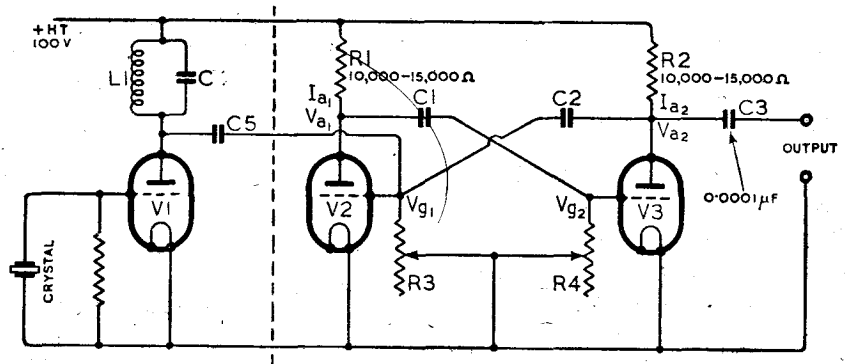 +HT
100V
L1
C
C5
R1
10,000-15,000Ω
Ia1
Va1
C1
C2
R2
10,000-15,000Ω
Ia2
Va2
C3
OUTPUT
0·0001μF
V1
V2
Vg1
Vg2
V3
CRYSTAL
R3
R4